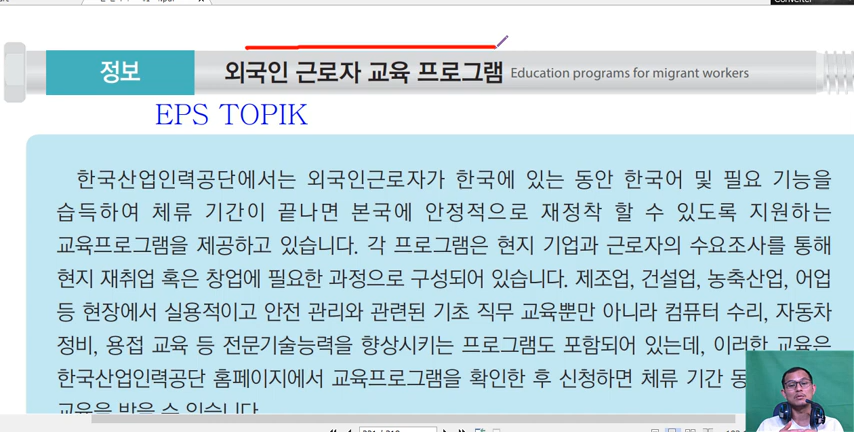 Converter
정보
외국인 근로자 교육 프로그램 Education programs for migrant workers
EPS TOPIK
한국산업인력공단에서는 외국인근로자가 한국에 있는 동안 한국어 및 필요 기능을
습득하여 체류 기간이 끝나면 본국에 안정적으로 재정착 할 수 있도록 지원하는
교육프로그램을 제공하고 있습니다. 각 프로그램은 현지 기업과 근로자의 수요조사를 통해
현지 재취업 혹은 창업에 필요한 과정으로 구성되어 있습니다. 제조업, 건설업, 농축산업, 어업
등 현장에서 실용적이고 안전 관리와 관련된 기초 직무 교육뿐만 아니라 컴퓨터 수리, 자동차
정비, 용접 교육 등 전문기술능력을 향상시키는 프로그램도 포함되어 있는데, 이러한 교육은
한국산업인력공단 홈페이지에서 교육프로그램을 확인한 후 신청하면 체류 기간
교육을 받을 수 있습니다